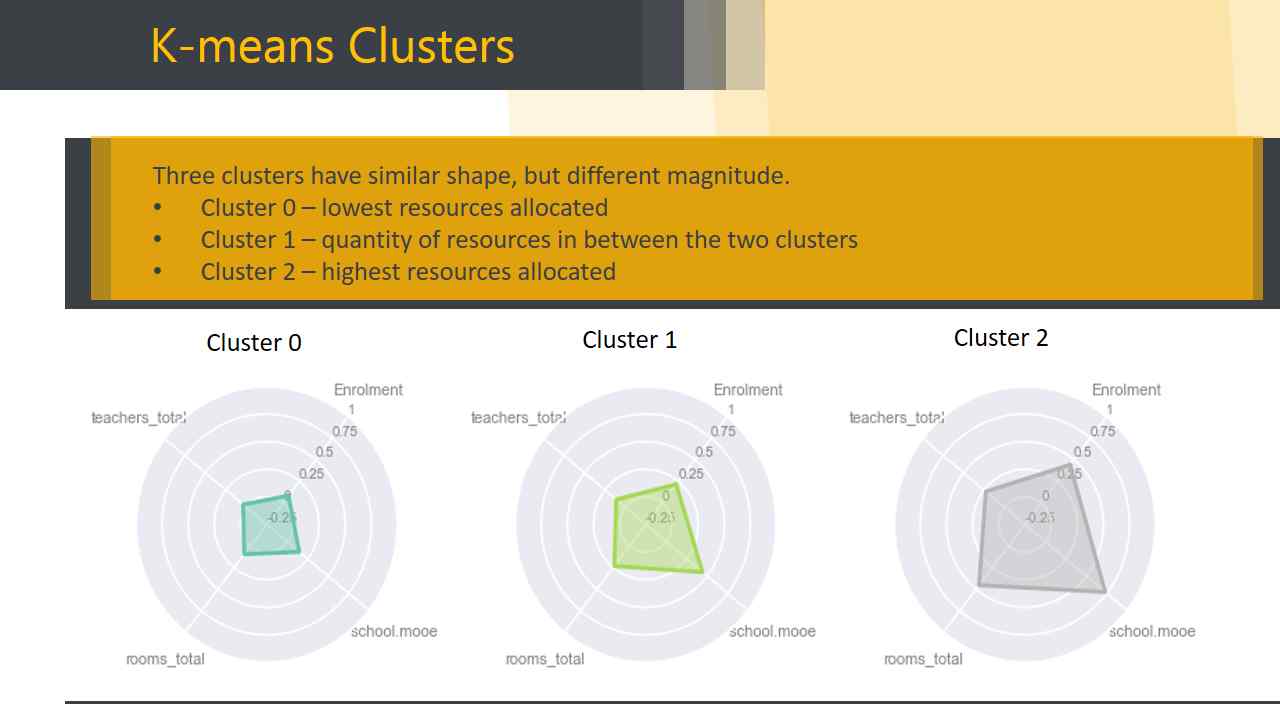 K-means Clusters
Three clusters have similar shape, but different magnitude.
• Cluster 0 – lowest resources allocated
• Cluster 1 – quantity of resources in between the two clusters
• Cluster 2 – highest resources allocated
Cluster 0
Enrolment
teachers_total
1
0.75
0.5
0.25
0
-0.25
school.mooe
rooms_total
Cluster 1
Enrolment
teachers_total
1
0.75
0.5
0.25
0
-0.25
school.mooe
rooms_total
Cluster 2
Enrolment
teachers_total
1
0.75
0.5
0.25
0
-0.25
school.mooe
rooms_total